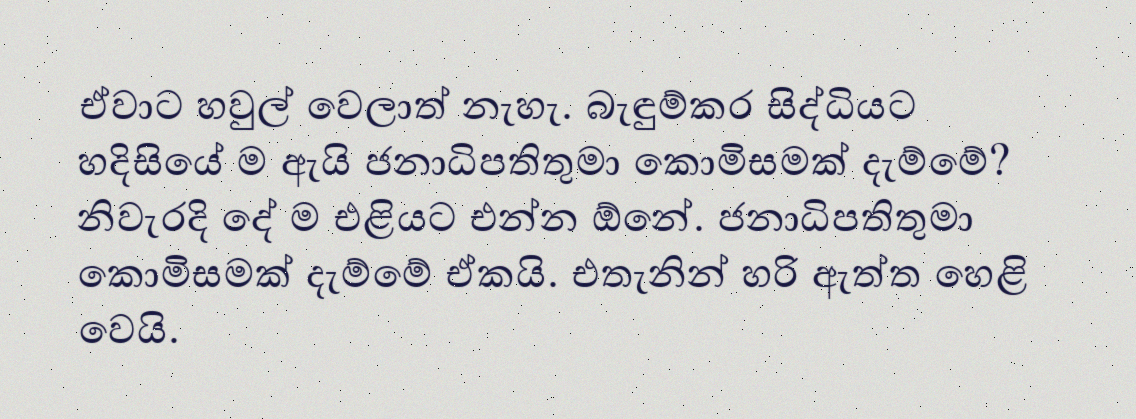 ඒවාට හවුල් වෙලාත් නැහැ. බැඳුම්කර සිද්ධියට
හදිසියේ ම ඇයි ජනාධිපතිතුමා කොමිසමක් දැම්මේ?
නිවැරදි දේ ම එළියට එන්න ඕනේ. ජනාධිපතිතුමා
කොමිසමක් දැම්මේ ඒකයි. එතැනින් හරි ඇත්ත හෙළි
වෙයි.